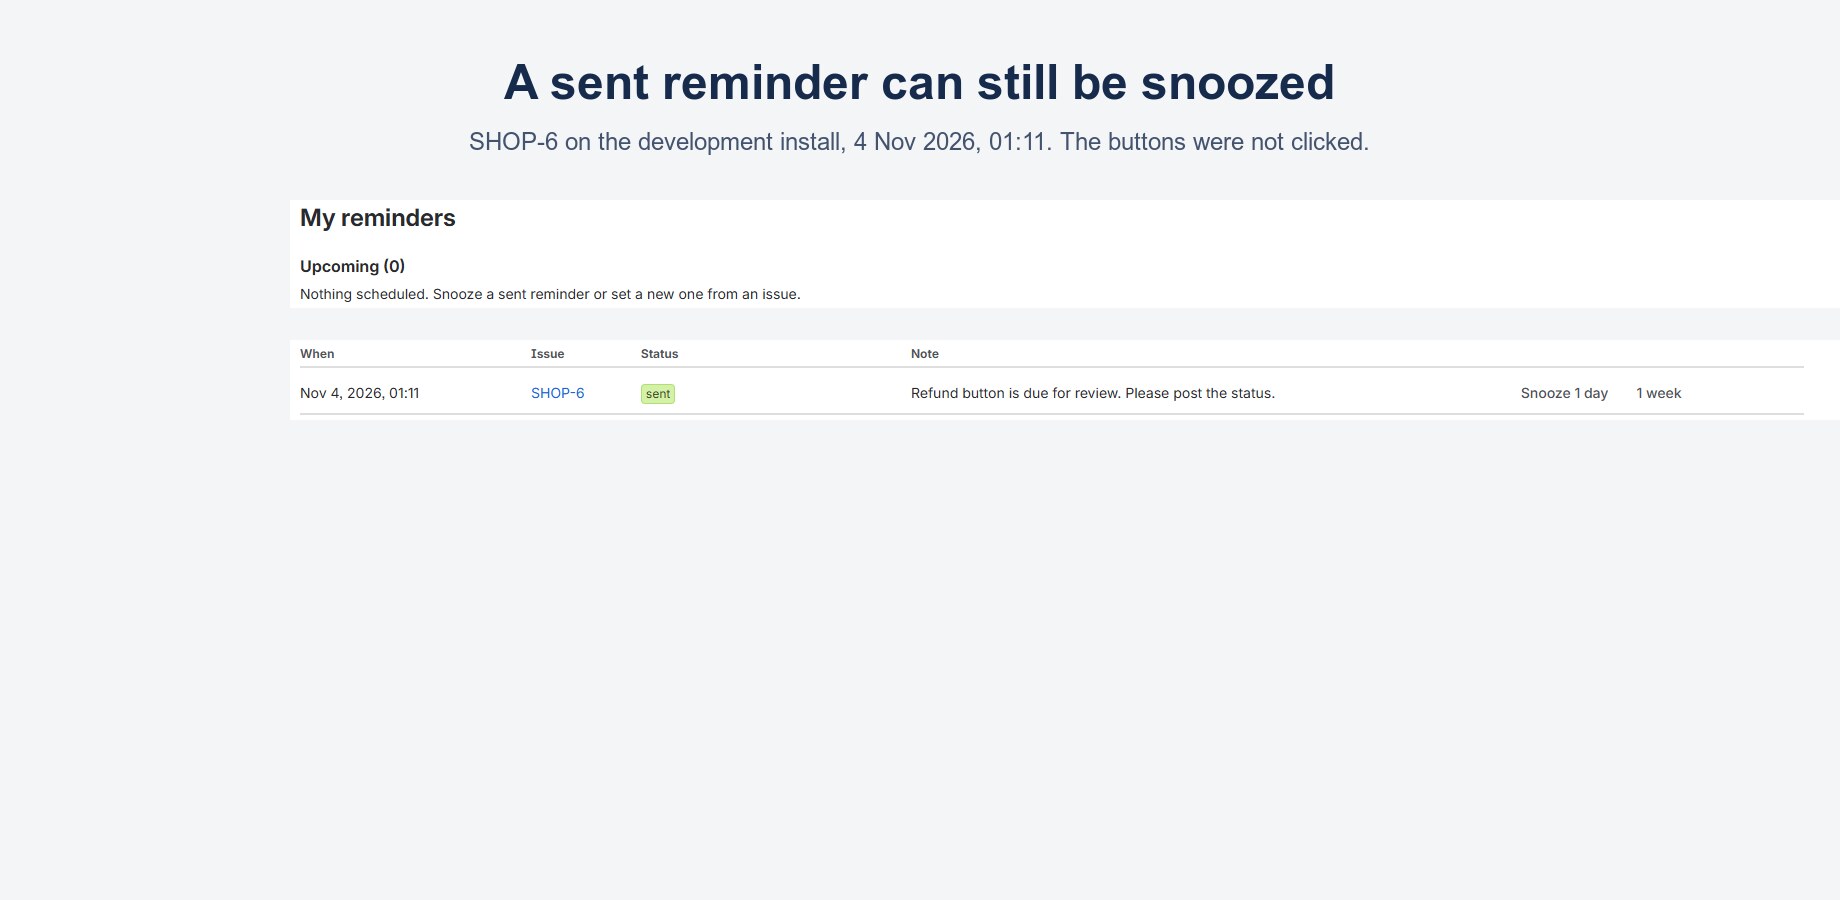 A sent reminder can still be snoozed
SHOP-6 on the development install, 4 Nov 2026, 01:11. The buttons were not clicked.
My reminders
Upcoming (0)
Nothing scheduled. Snooze a sent reminder or set a new one from an issue.
When Issue Status Note
Nov 4, 2026, 01:11 SHOP-6 sent Refund button is due for review. Please post the status. Snooze 1 day 1 week